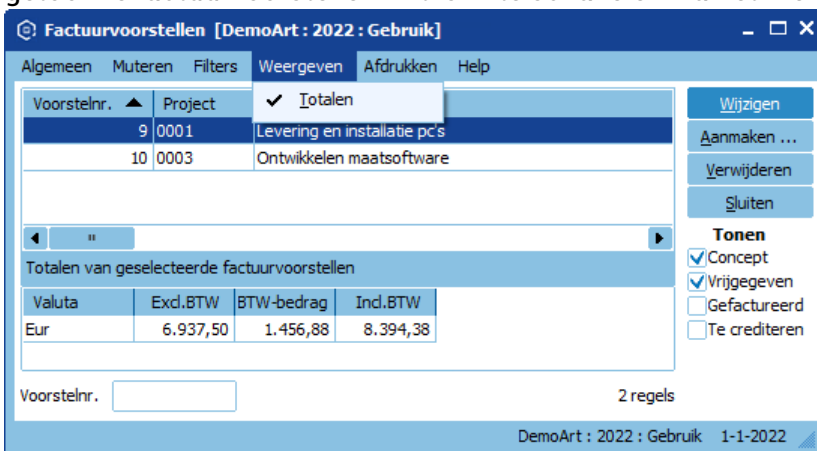 Factuurvoorstellen [DemoArt : 2022 : Gebruik]
Algemeen Muteren Filters Weergeven Afdrukken Help
Totalen
Voorstelnr. Project
9 0001 Levering en installatie pc's
10 0003 Ontwikkelen maatsoftware
Totalen van geselecteerde factuurvoorstellen
Valuta Excl.BTW BTW-bedrag Incl.BTW
Eur 6.937,50 1.456,88 8.394,38
Voorstelnr. 2 regels
Wijzigen
Aanmaken ...
Verwijderen
Sluiten
Tonen
Concept
Vrijgegeven
Gefactureerd
Te crediteren
DemoArt : 2022 : Gebruik 1-1-2022